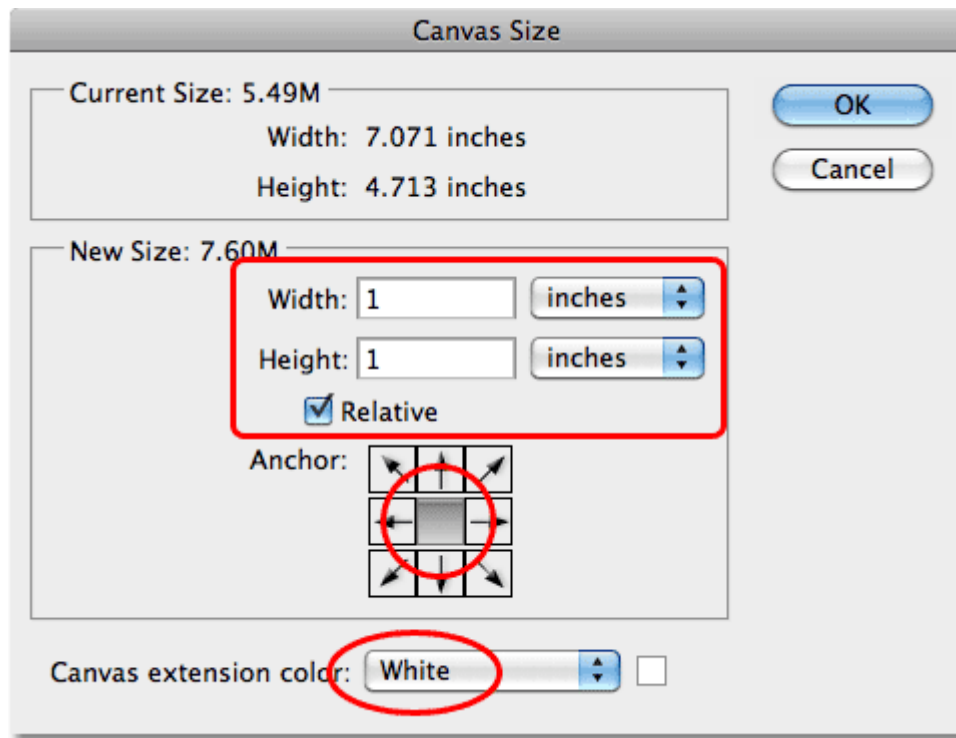 Canvas Size
Current Size: 5.49M
Width: 7.071 inches
Height: 4.713 inches
OK
Cancel
New Size: 7.60M
Width: 1 inches
Height: 1 inches
Relative
Anchor:
Canvas extension color: White